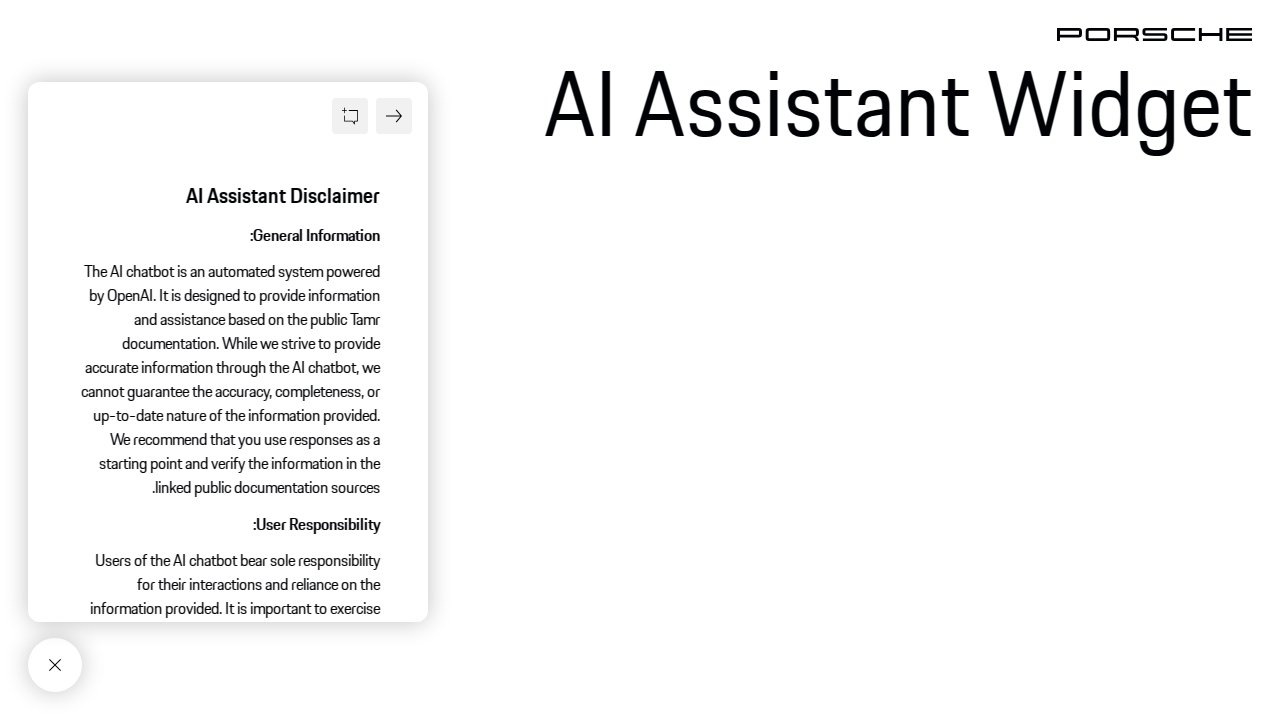 PORSCHE
AI Assistant Widget
AI Assistant Disclaimer
:General Information
The AI chatbot is an automated system powered
by OpenAI. It is designed to provide information
and assistance based on the public Tamr
documentation. While we strive to provide
accurate information through the AI chatbot, we
cannot guarantee the accuracy, completeness, or
up-to-date nature of the information provided.
We recommend that you use responses as a
starting point and verify the information in the
.linked public documentation sources
:User Responsibility
Users of the AI chatbot bear sole responsibility
for their interactions and reliance on the
information provided. It is important to exercise